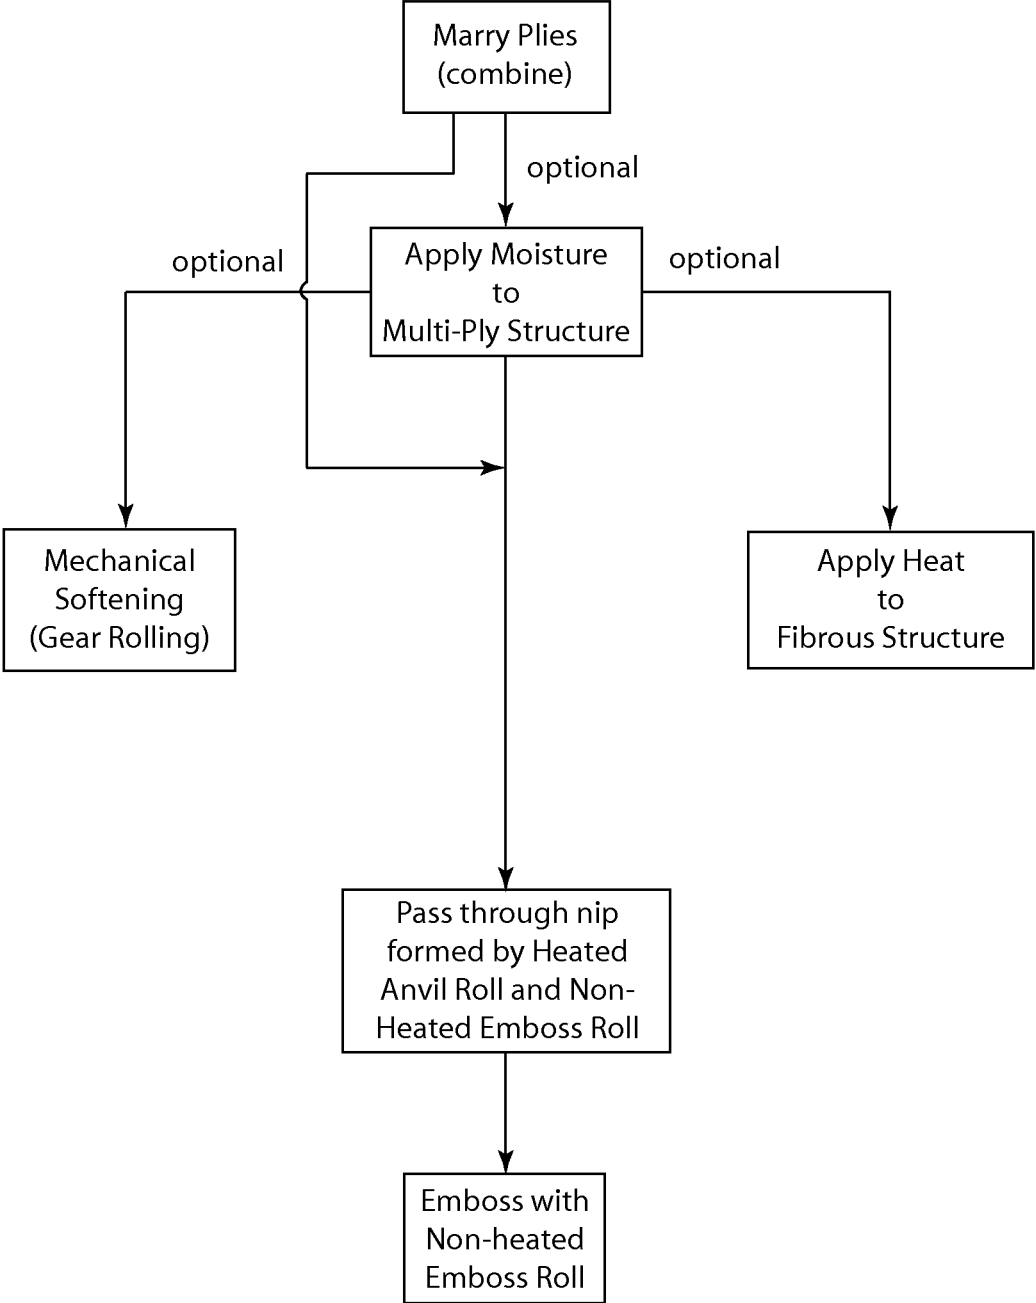 Marry Plies
(combine)
optional
Apply Moisture
to
Multi-Ply Structure
optional
optional
Mechanical
Softening
(Gear Rolling)
Apply Heat
to
Fibrous Structure
Pass through nip
formed by Heated
Anvil Roll and Non-
Heated Emboss Roll
Emboss with
Non-heated
Emboss Roll